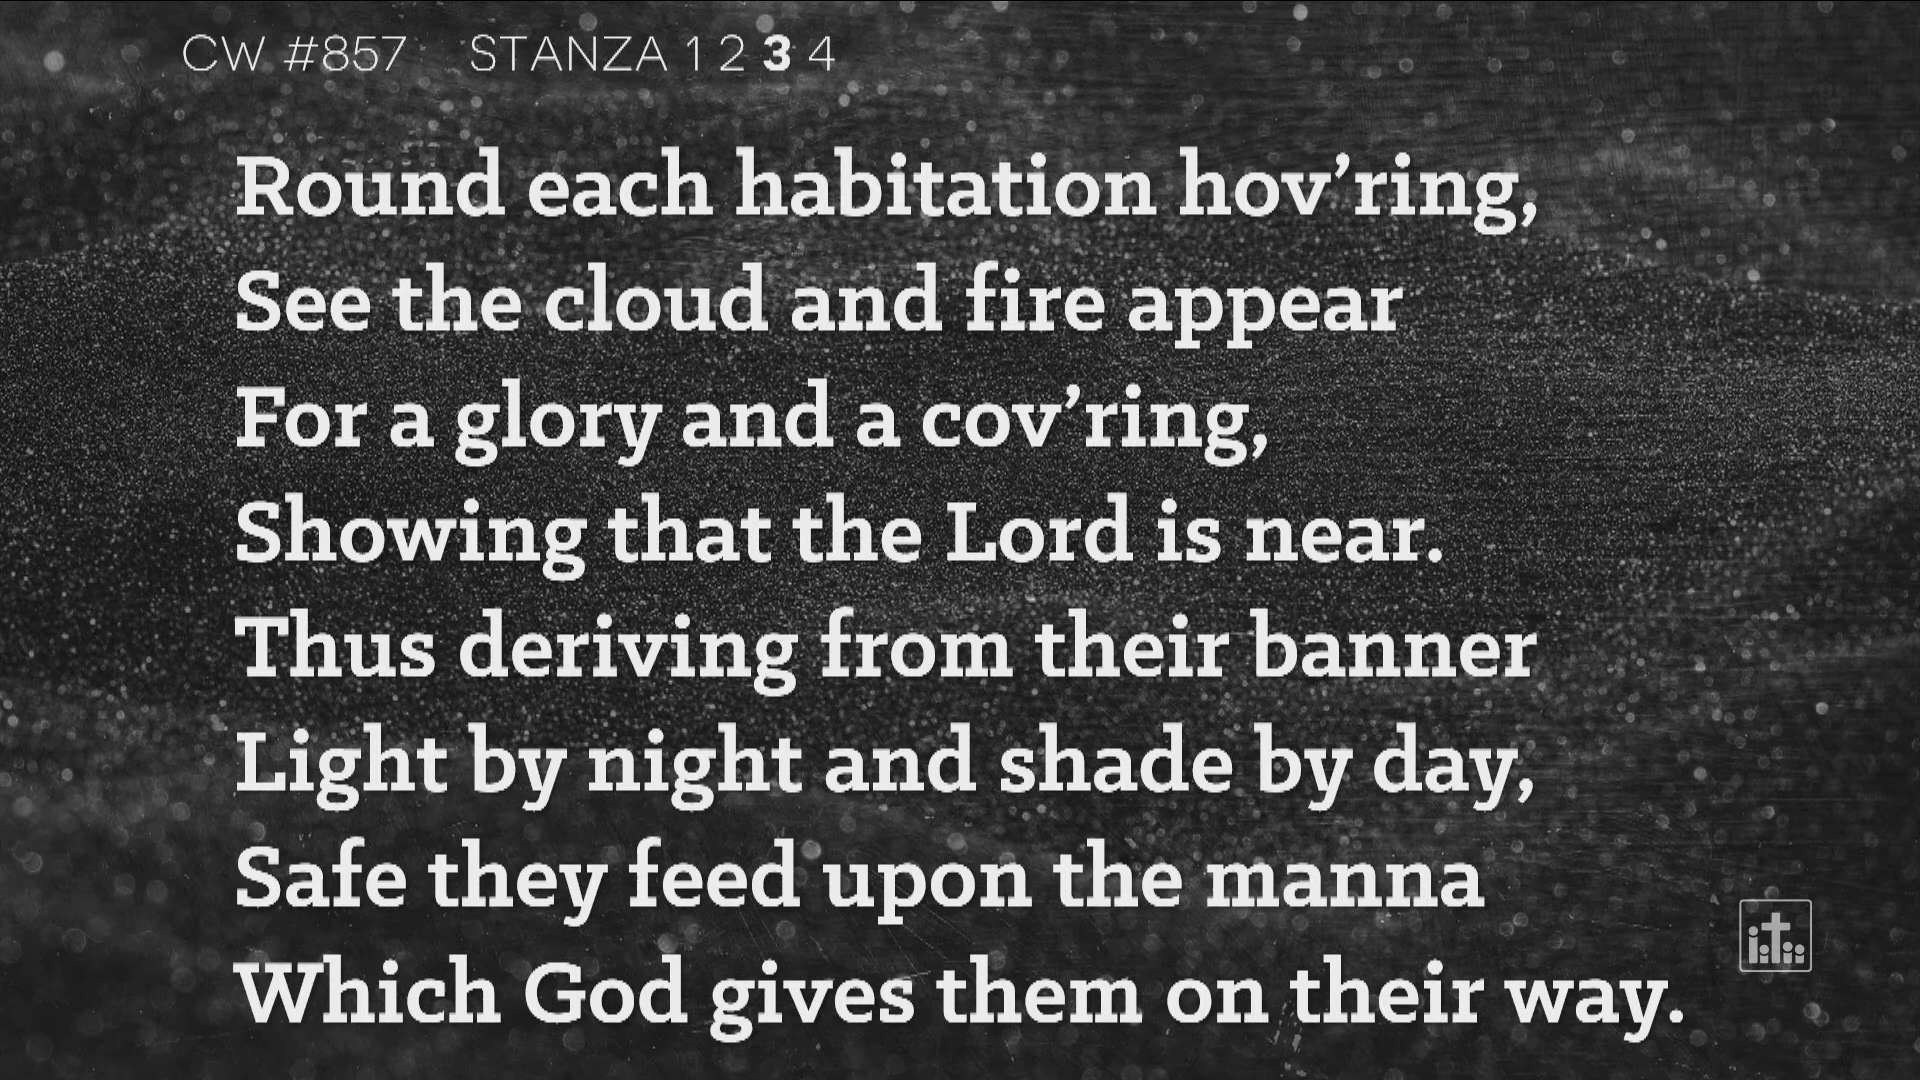 CW #857 STANZA 1 2 3 4
Round each habitation hov’ring,
See the cloud and fire appear
For a glory and a cov’ring,
Showing that the Lord is near.
Thus deriving from their banner
Light by night and shade by day,
Safe they feed upon the manna
Which God gives them on their way.